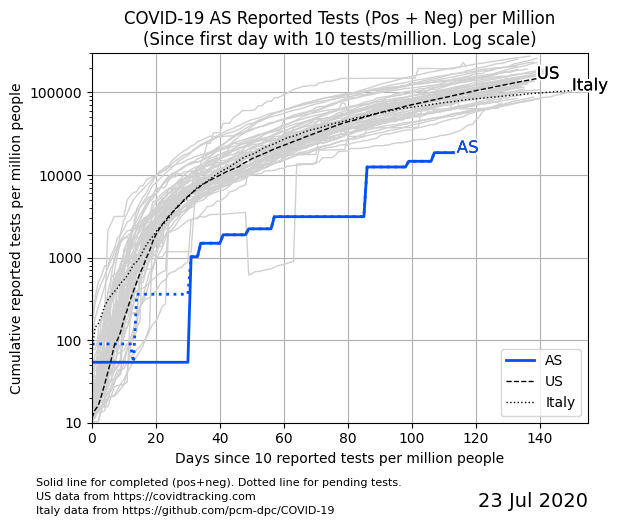 COVID-19 AS Reported Tests (Pos + Neg) per Million
(Since first day with 10 tests/million. Log scale)
Cumulative reported tests per million people
100000
10000
1000
100
10
US
Italy
AS
AS
US
Italy
0 20 40 60 80 100 120 140
Days since 10 reported tests per million people
Solid line for completed (pos+neg). Dotted line for pending tests.
US data from https://covidtracking.com
Italy data from https://github.com/pcm-dpc/COVID-19
23 Jul 2020